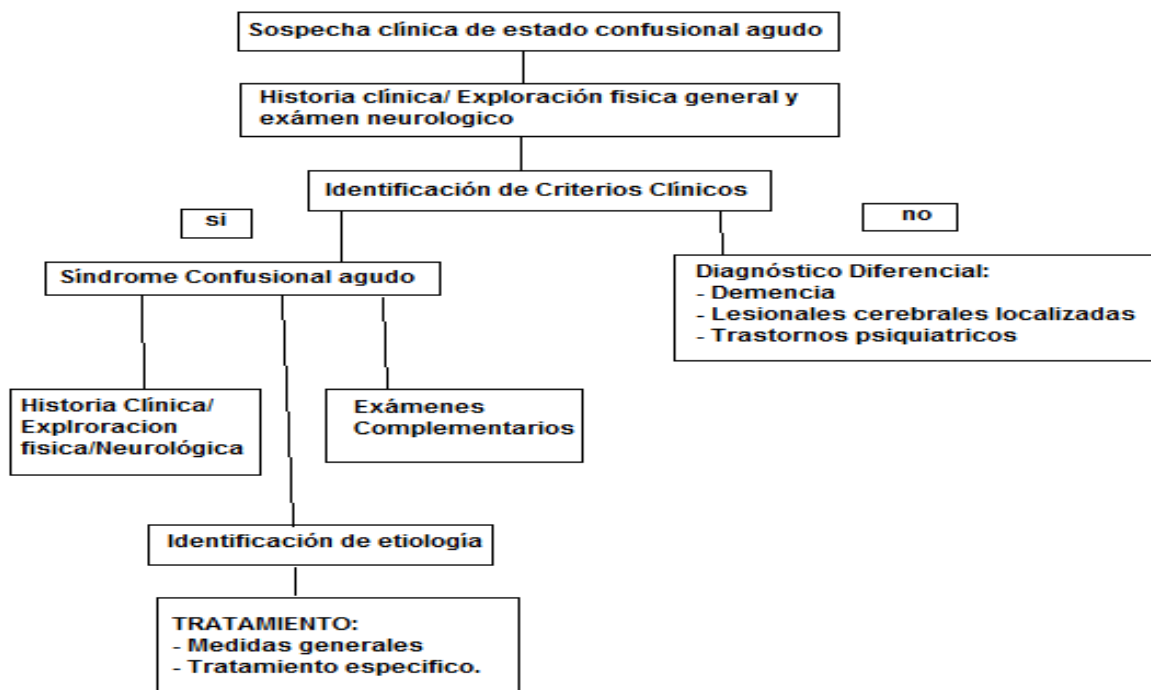 Sospecha clínica de estado confusional agudo
Historia clínica/ Exploración fisica general y
exámen neurologico
Identificación de Criterios Clínicos
si
no
Síndrome Confusional agudo
Diagnóstico Diferencial:
- Demencia
- Lesionales cerebrales localizadas
- Trastornos psiquiatricos
Historia Clínica/
Explroracion
fisica/Neurológica
Exámenes
Complementarios
Identificación de etiología
TRATAMIENTO:
- Medidas generales
- Tratamiento especifico.